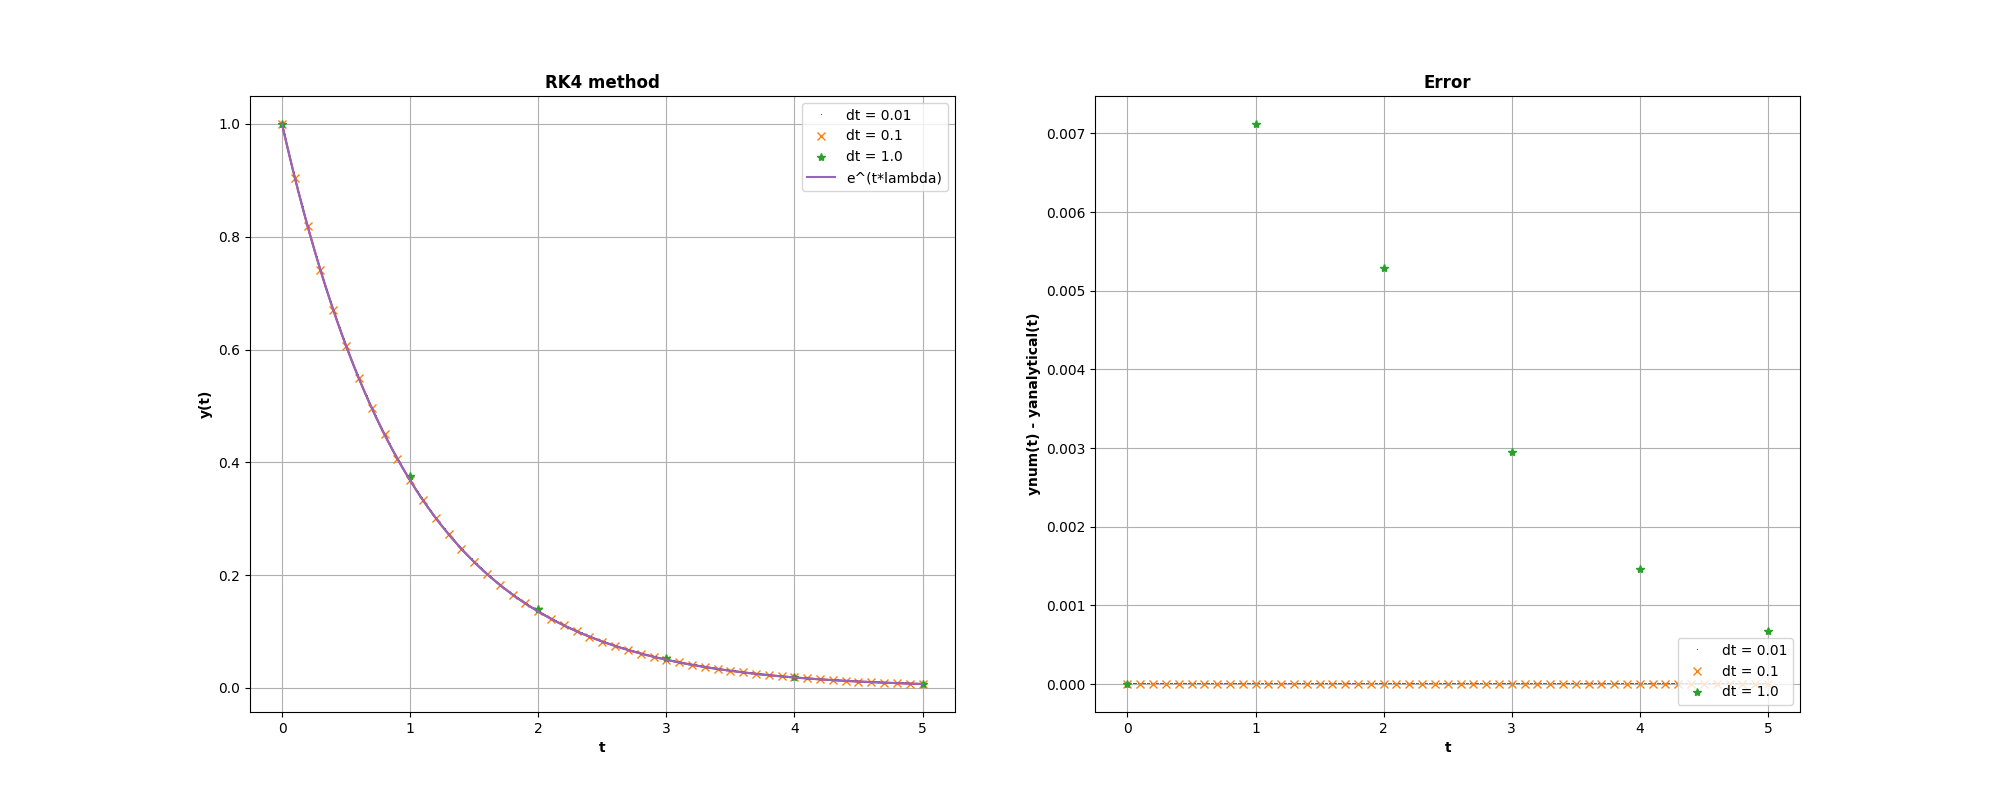 RK4 method
y(t)
1.0
0.8
0.6
0.4
0.2
0.0
0 1 2 3 4 5
t
dt = 0.01
dt = 0.1
dt = 1.0
e^(t*lambda)
Error
ynum(t) - yanalytical(t)
0.007
0.006
0.005
0.004
0.003
0.002
0.001
0.000
0 1 2 3 4 5
t
dt = 0.01
dt = 0.1
dt = 1.0